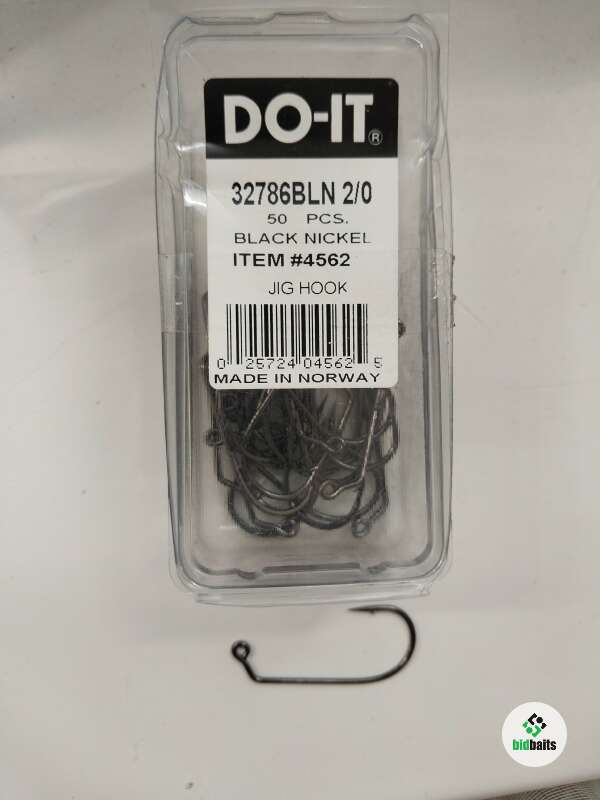 DO-IT®
32786BLN 2/0
50 PCS.
BLACK NICKEL
ITEM #4562
JIG HOOK
0 25724 04562 5
MADE IN NORWAY
bidbaits